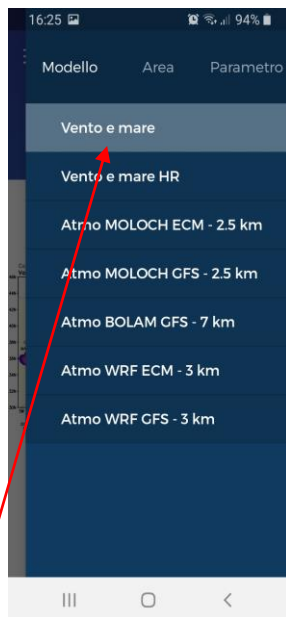 16:25 94%
Modello Area Parametro
Vento e mare
Vento e mare HR
Atmo MOLOCH ECM - 2.5 km
Atmo MOLOCH GFS - 2.5 km
Atmo BOLAM GFS - 7 km
Atmo WRF ECM - 3 km
Atmo WRF GFS - 3 km